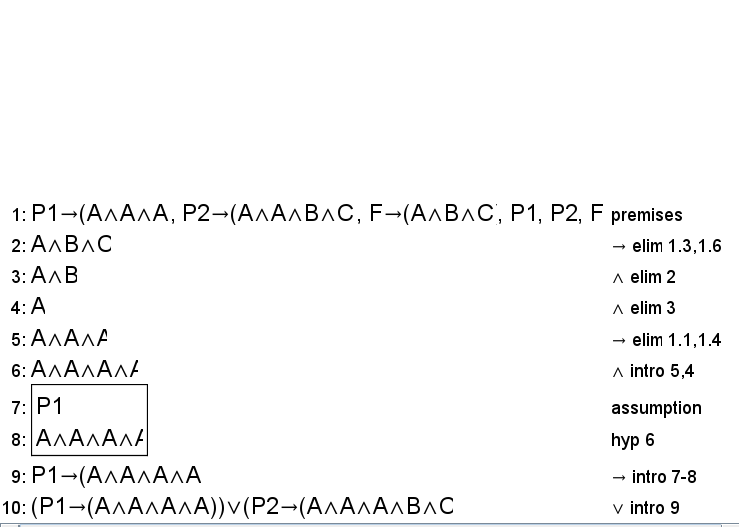 1: P1→(A∧A∧A, P2→(A∧A∧B∧C, F→(A∧B∧C, P1, P2, F premises
2: A∧B∧C → elim 1.3,1.6
3: A∧B ∧ elim 2
4: A ∧ elim 3
5: A∧A∧A → elim 1.1,1.4
6: A∧A∧A∧A ∧ intro 5,4
7: P1 assumption
8: A∧A∧A∧A hyp 6
9: P1→(A∧A∧A∧A → intro 7-8
10: (P1→(A∧A∧A∧A))∨(P2→(A∧A∧A∧B∧C ∨ intro 9